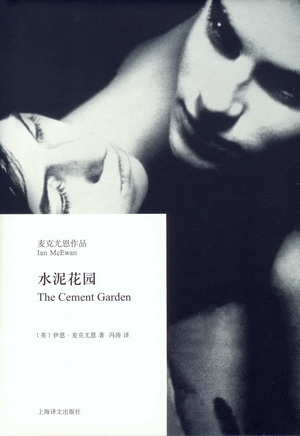 麦克尤恩作品
Ian McEwan
水泥花园
The Cement Garden
〔英〕伊恩·麦克尤恩 著 冯涛 译
上海译文出版社